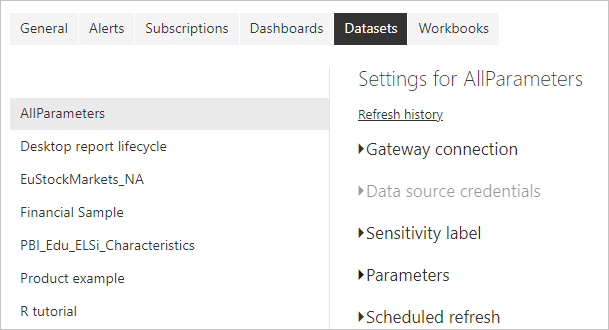 General Alerts Subscriptions Dashboards Datasets Workbooks
AllParameters
Desktop report lifecycle
EuStockMarkets_NA
Financial Sample
PBI_Edu_ELSi_Characteristics
Product example
R tutorial
Settings for AllParameters
Refresh history
Gateway connection
Data source credentials
Sensitivity label
Parameters
Scheduled refresh